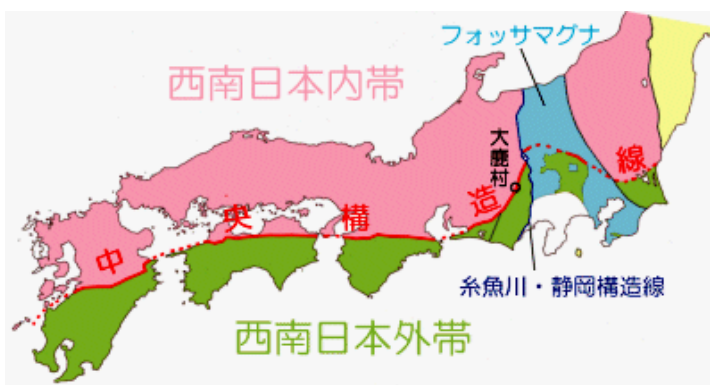 フォッサマグナ
西南日本内帯
大鹿村
中央構造線
糸魚川・静岡構造線
西南日本外帯